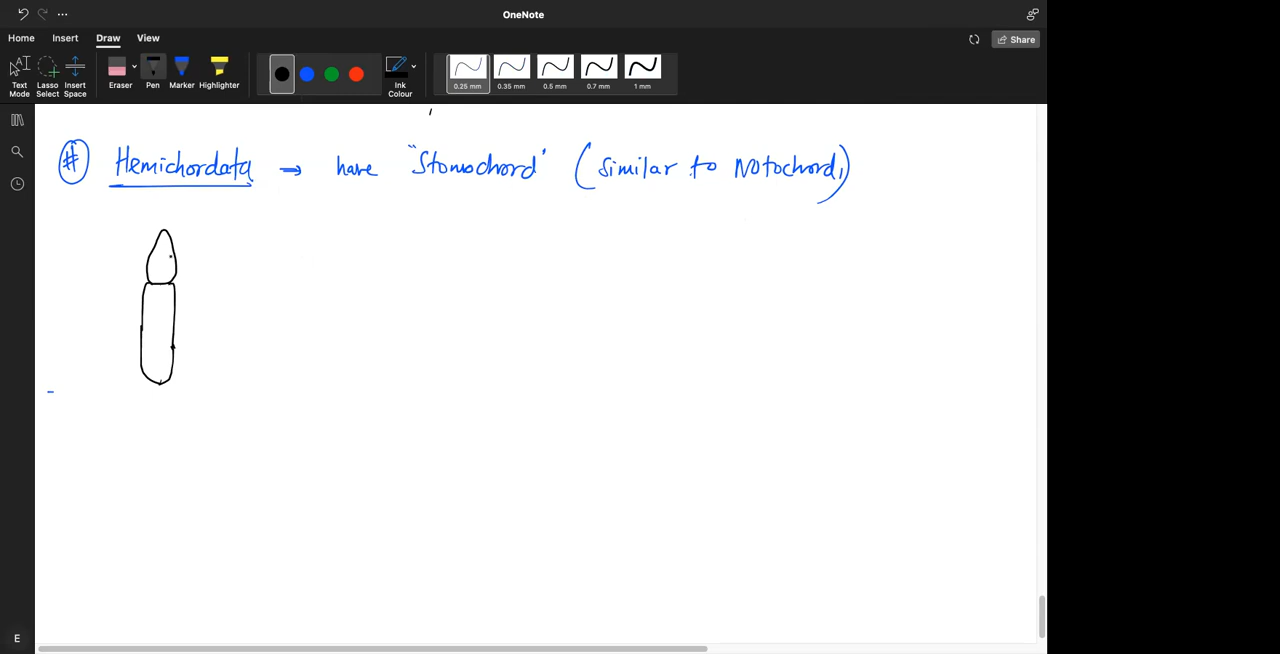 OneNote
Home Insert Draw View
Share
Text Mode
Lasso Select
Insert Space
Eraser
Pen
Marker
Highlighter
0.25 mm
0.35 mm
0.5 mm
0.7 mm
1 mm
Ink Colour
# Hemichordata → have "Stomochord" (Similar to Notochord)
E